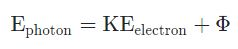 E_photon = KE_electron + Φ